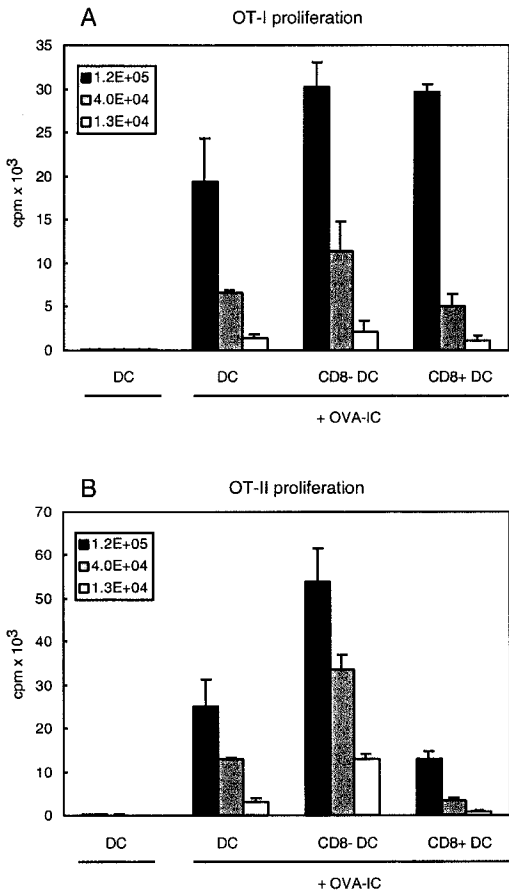 A
OT-I proliferation
35
30
25
20
15
10
5
0
cpm x 10³
1.2E+05
4.0E+04
1.3E+04
DC
DC
CD8- DC
CD8+ DC
+ OVA-IC
B
OT-II proliferation
70
60
50
40
30
20
10
0
cpm x 10³
1.2E+05
4.0E+04
1.3E+04
DC
DC
CD8- DC
CD8+ DC
+ OVA-IC